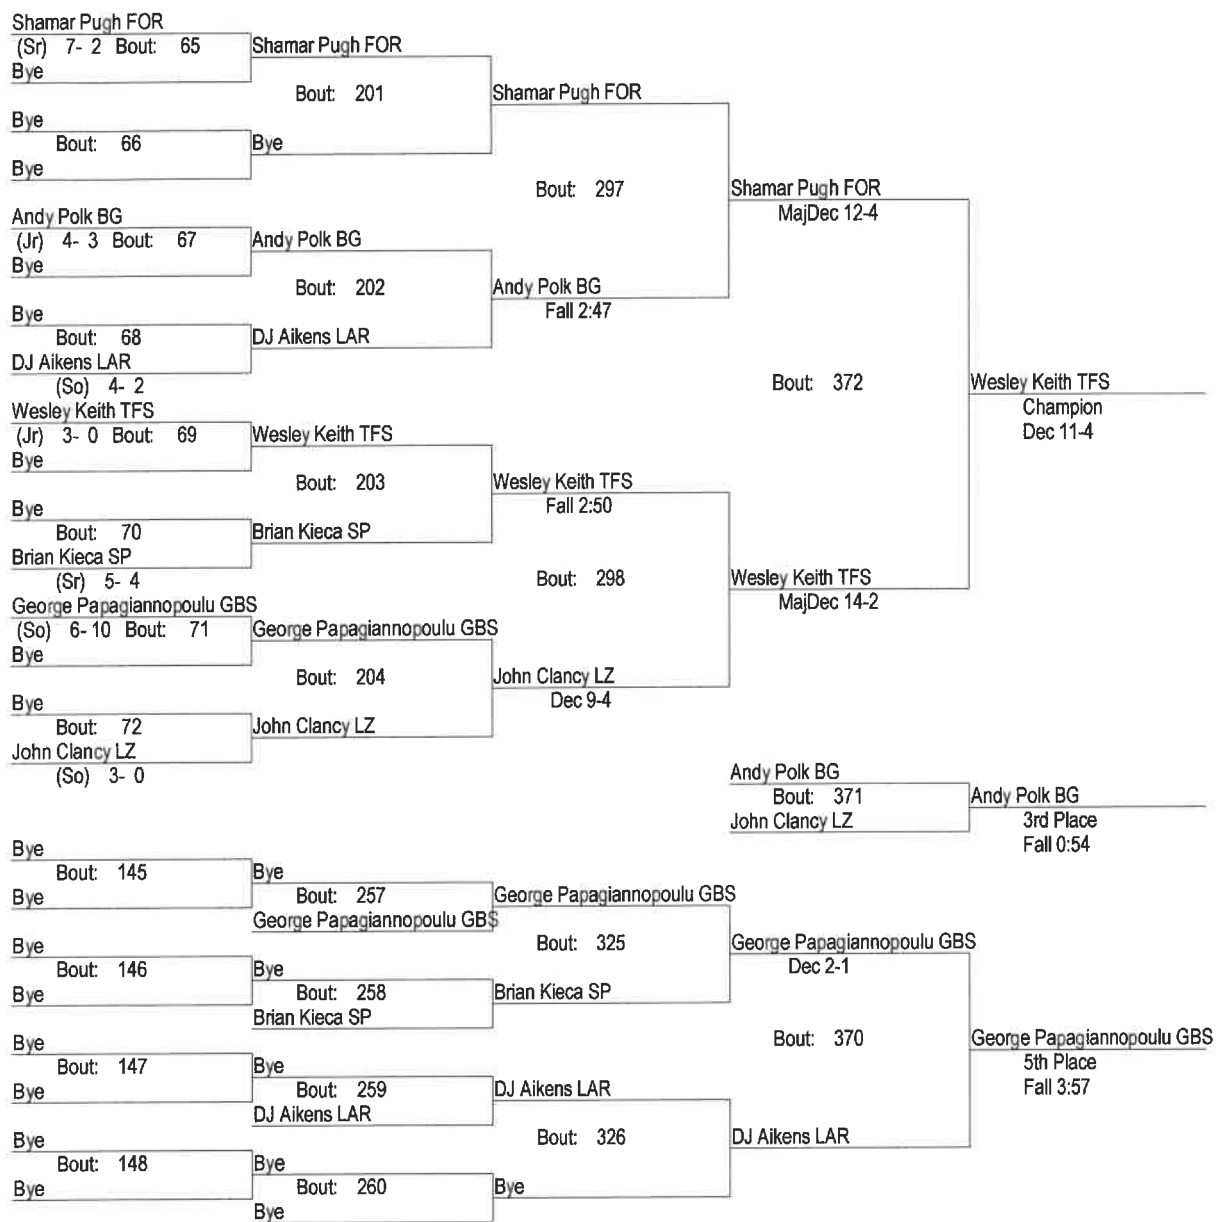 Shamar Pugh FOR
(Sr) 7- 2 Bout: 65
Bye
Shamar Pugh FOR
Bout: 201
Bye
Bout: 66
Bye
Bye
Shamar Pugh FOR
Bout: 297
Andy Polk BG
(Jr) 4- 3 Bout: 67
Bye
Andy Polk BG
Bout: 202
Bye
Bout: 68
DJ Aikens LAR
(So) 4- 2
DJ Aikens LAR
Andy Polk BG
Fall 2:47
Shamar Pugh FOR
MajDec 12-4
Bout: 372
Wesley Keith TFS
Champion
Dec 11-4
Wesley Keith TFS
(Jr) 3- 0 Bout: 69
Bye
Wesley Keith TFS
Bout: 203
Bye
Bout: 70
Brian Kieca SP
(Sr) 5- 4
Brian Kieca SP
Wesley Keith TFS
Fall 2:50
Bout: 298
Wesley Keith TFS
MajDec 14-2
George Papagiannopoulu GBS
(So) 6- 10 Bout: 71
Bye
George Papagiannopoulu GBS
Bout: 204
Bye
Bout: 72
John Clancy LZ
(So) 3- 0
John Clancy LZ
John Clancy LZ
Dec 9-4
Andy Polk BG
Bout: 371
John Clancy LZ
Andy Polk BG
3rd Place
Fall 0:54
Bye
Bout: 145
Bye
Bye
Bout: 257
George Papagiannopoulu GBS
George Papagiannopoulu GBS
Bout: 325
Bye
Bout: 146
Bye
Bye
Bout: 258
Brian Kieca SP
Brian Kieca SP
George Papagiannopoulu GBS
Dec 2-1
Bout: 370
George Papagiannopoulu GBS
5th Place
Fall 3:57
Bye
Bout: 147
Bye
Bye
Bout: 259
DJ Aikens LAR
DJ Aikens LAR
Bout: 326
DJ Aikens LAR
Bye
Bout: 148
Bye
Bye
Bout: 260
Bye
Bye